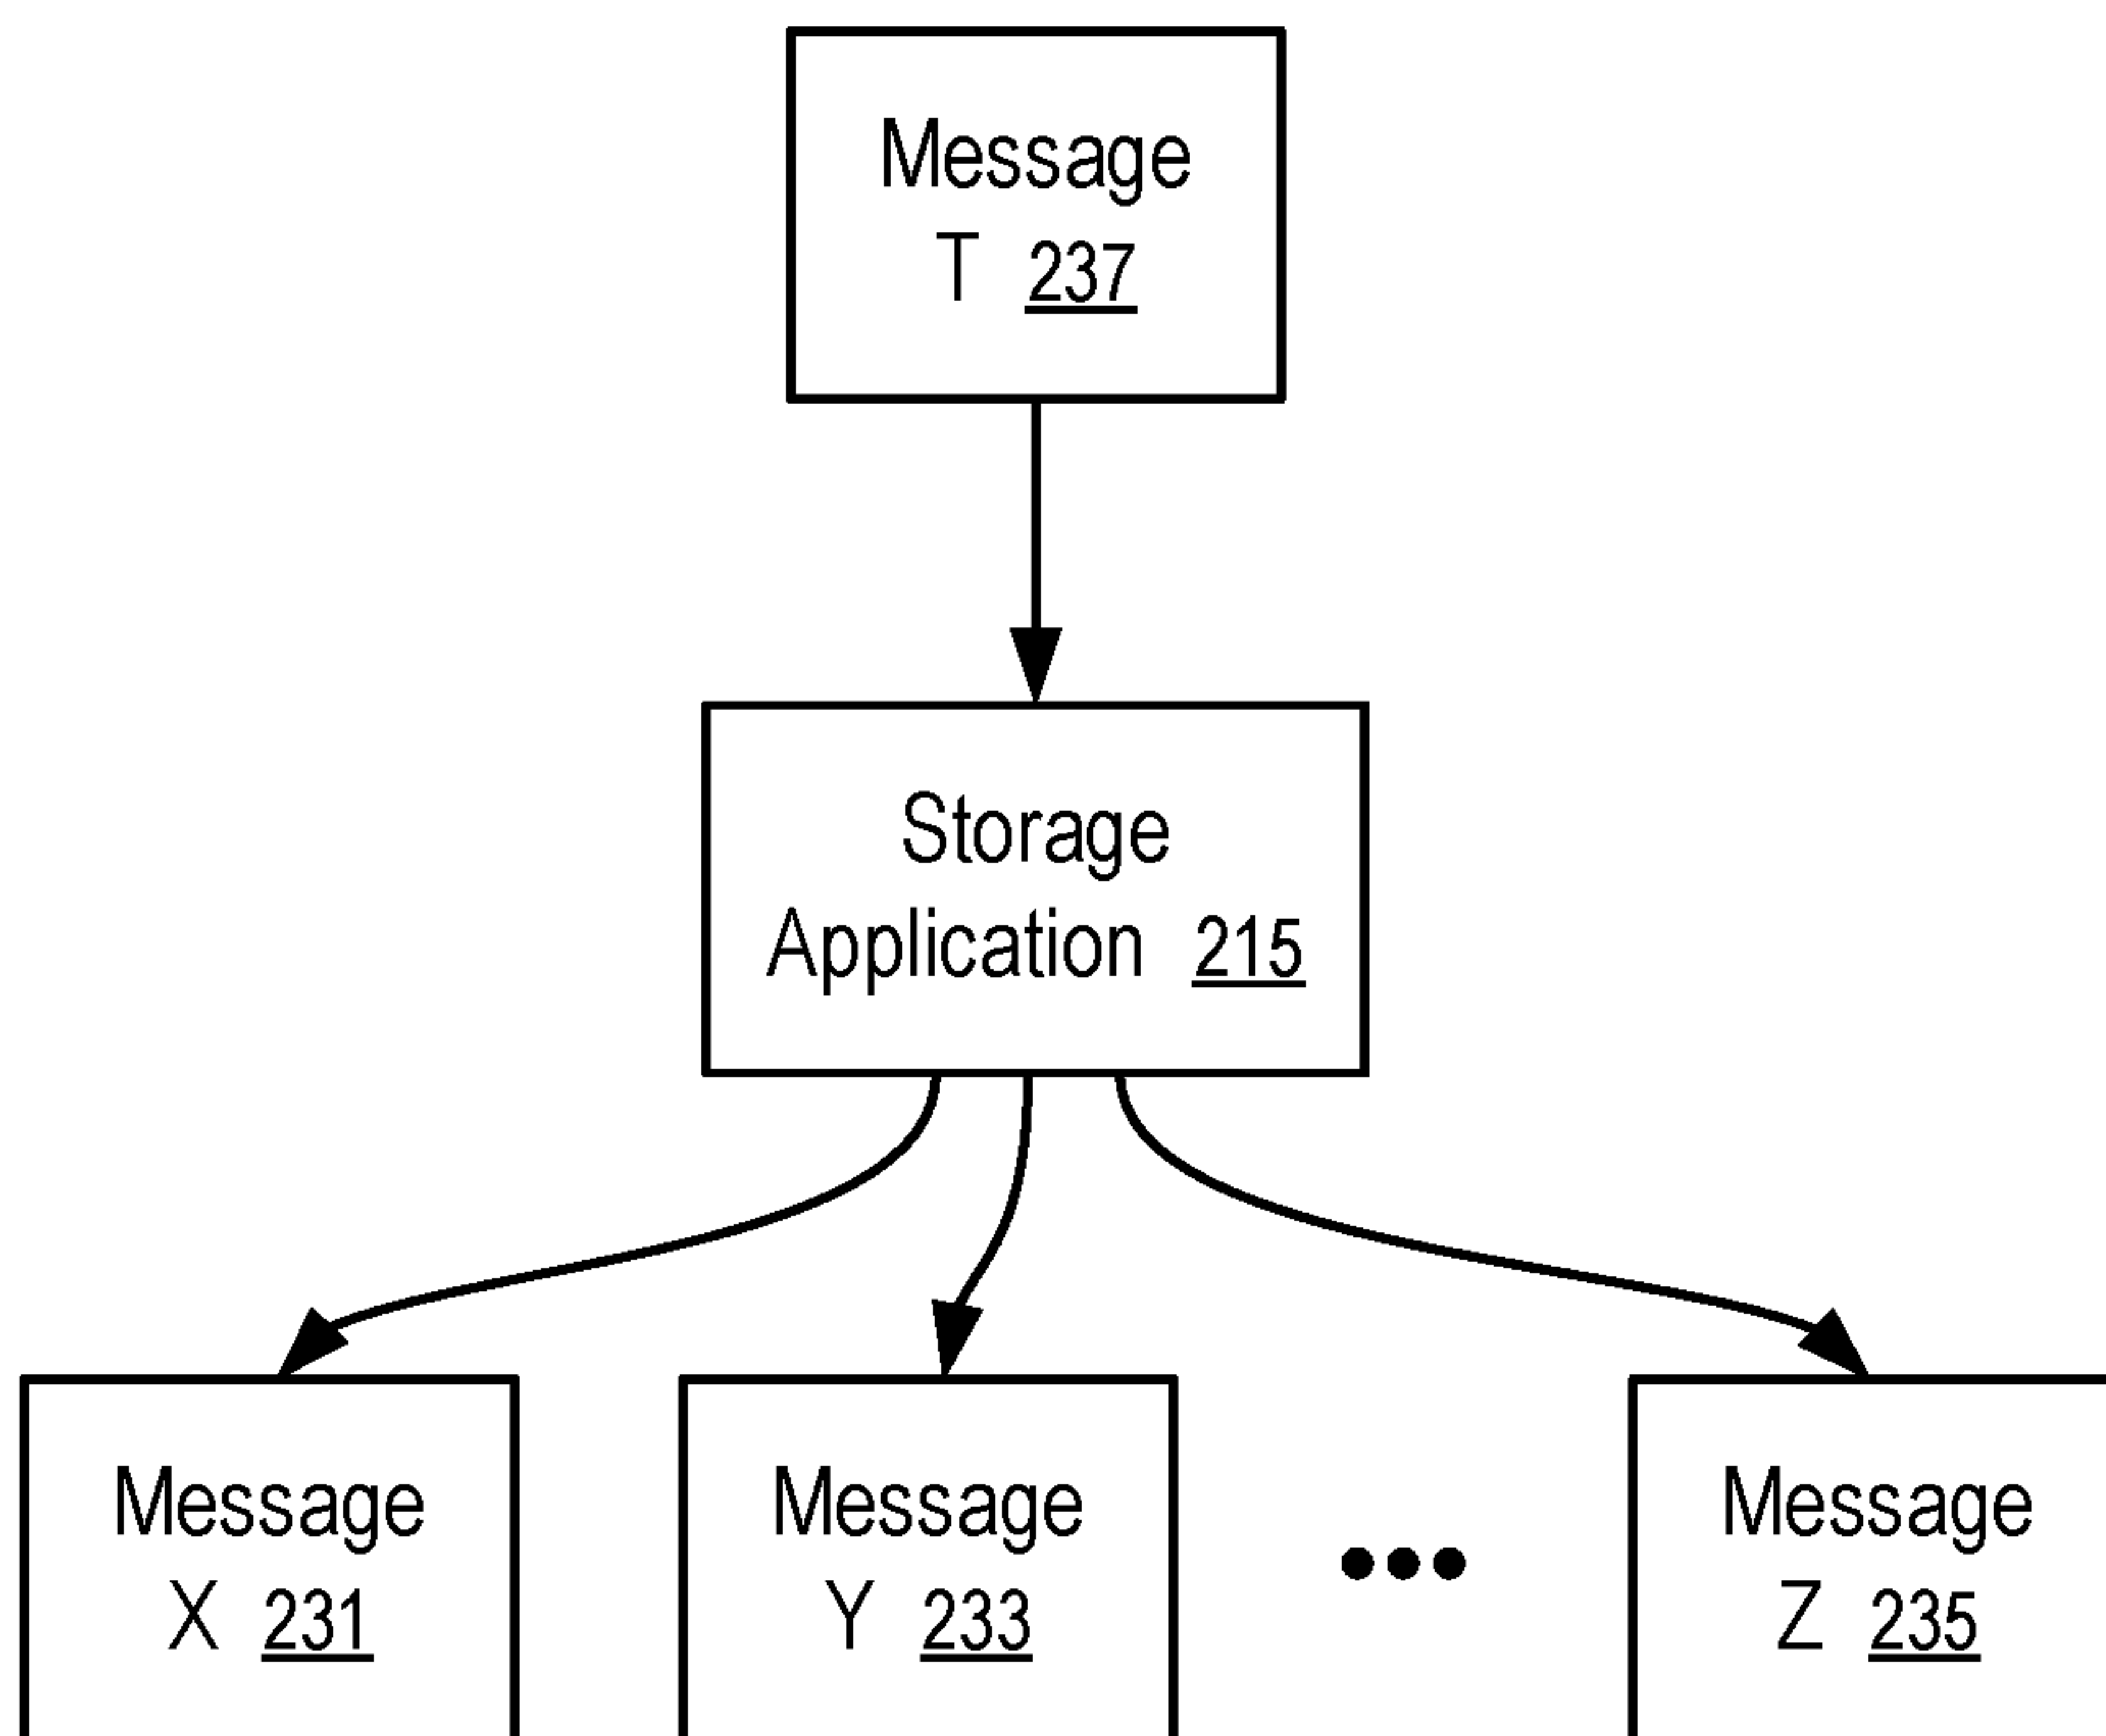 Message
T 237
Storage
Application 215
Message
X 231
Message
Y 233
•••
Message
Z 235